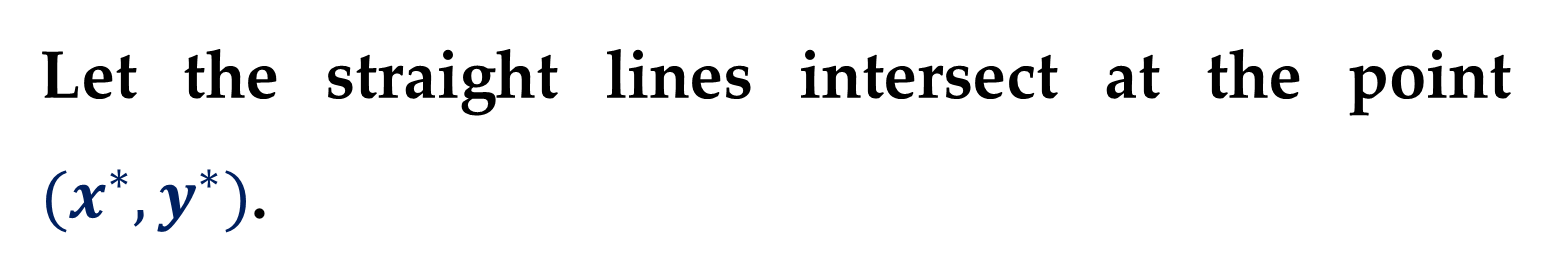 Let the straight lines intersect at the point
(x*, y*).